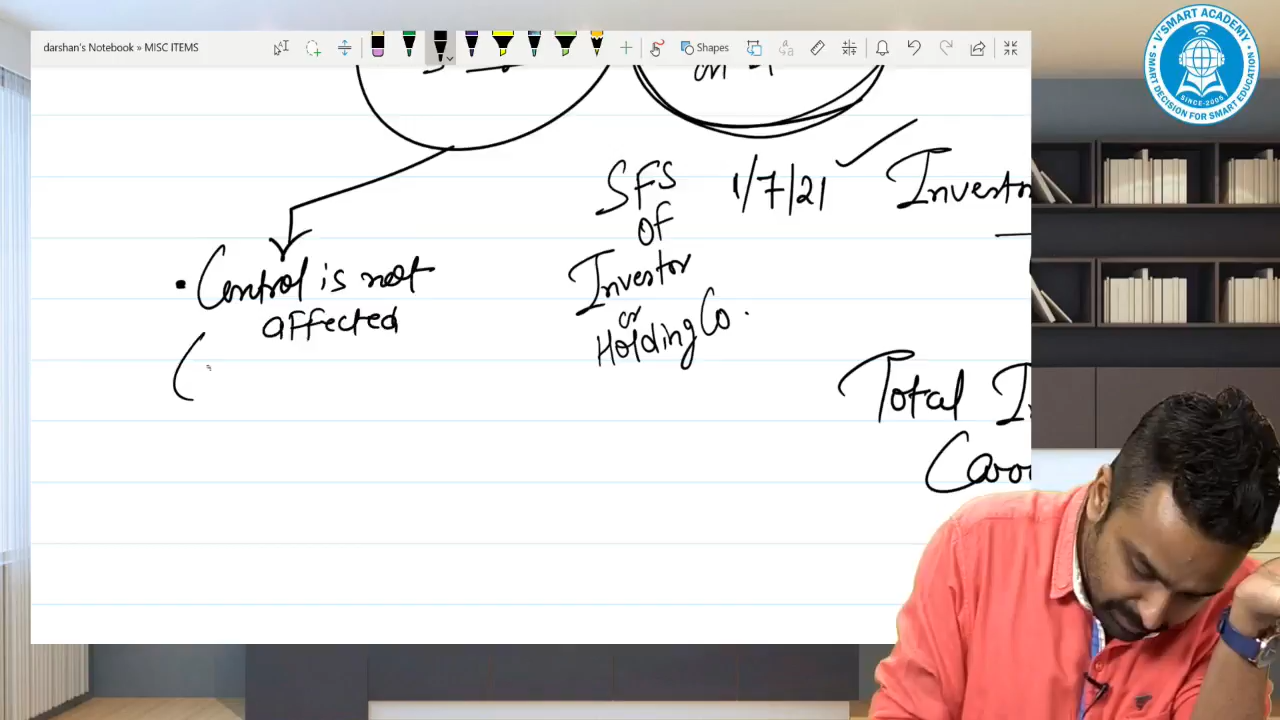 darshan's Notebook » MISC ITEMS
Shapes
V'SMART ACADEMY
SINCE-2005
SMART DECISION FOR SMART EDUCATION
on
SFS 1/7/21
of
Investor
or
Holding Co.
• Control is not
affected
(
Total